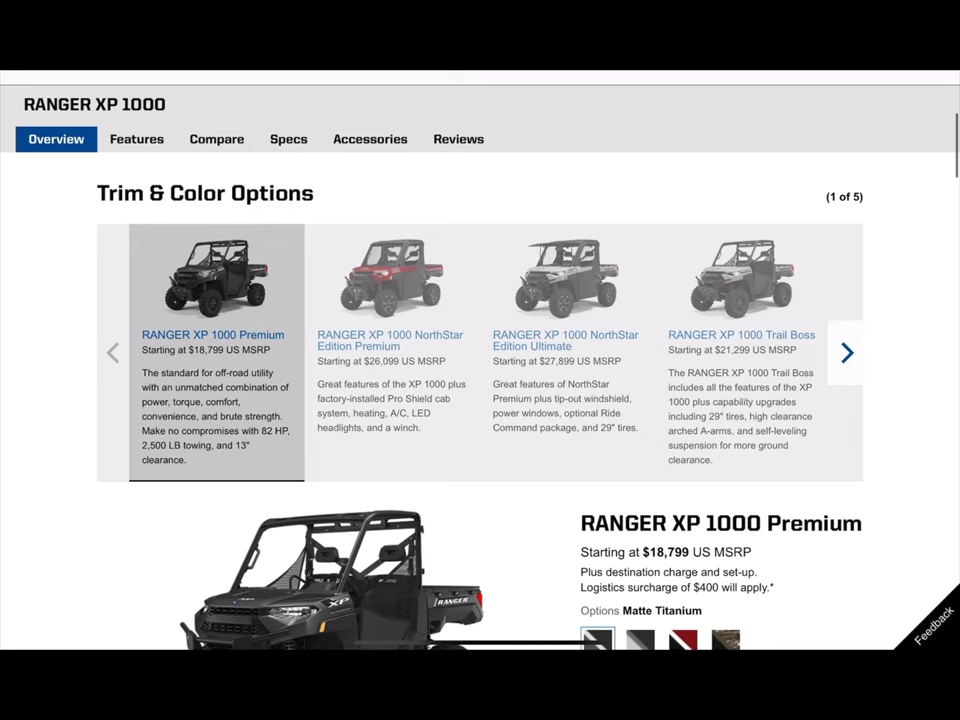 RANGER XP 1000
Overview
Features
Compare
Specs
Accessories
Reviews
Trim & Color Options
(1 of 5)
RANGER XP 1000 Premium
Starting at $18,799 US MSRP
The standard for off-road utility
with an unmatched combination of
power, torque, comfort,
convenience, and brute strength.
Make no compromises with 82 HP,
2,500 LB towing, and 13"
clearance.
RANGER XP 1000 NorthStar
Edition Premium
Starting at $26,099 US MSRP
Great features of the XP 1000 plus
factory-installed Pro Shield cab
system, heating, A/C, LED
headlights, and a winch.
RANGER XP 1000 NorthStar
Edition Ultimate
Starting at $27,899 US MSRP
Great features of NorthStar
Premium plus tip-out windshield,
power windows, optional Ride
Command package, and 29" tires.
RANGER XP 1000 Trail Boss
Starting at $21,299 US MSRP
The RANGER XP 1000 Trail Boss
includes all the features of the XP
1000 plus capability upgrades
including 29" tires, high clearance
arched A-arms, and self-leveling
suspension for more ground
clearance.
XP
RANGER
RANGER XP 1000 Premium
Starting at $18,799 US MSRP
Plus destination charge and set-up.
Logistics surcharge of $400 will apply.*
Options Matte Titanium
Feedback